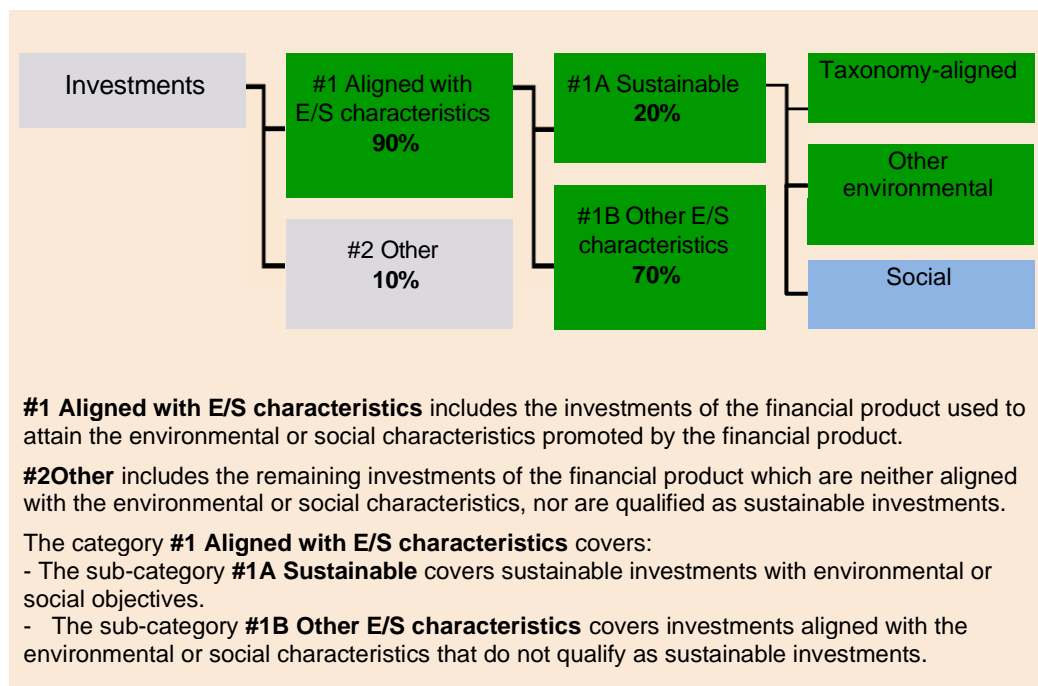 Investments
#1 Aligned with
E/S characteristics
90%
#2 Other
10%
#1A Sustainable
20%
#1B Other E/S
characteristics
70%
Taxonomy-aligned
Other
environmental
Social
#1 Aligned with E/S characteristics includes the investments of the financial product used to
attain the environmental or social characteristics promoted by the financial product.
#2Other includes the remaining investments of the financial product which are neither aligned
with the environmental or social characteristics, nor are qualified as sustainable investments.
The category #1 Aligned with E/S characteristics covers:
- The sub-category #1A Sustainable covers sustainable investments with environmental or
social objectives.
- The sub-category #1B Other E/S characteristics covers investments aligned with the
environmental or social characteristics that do not qualify as sustainable investments.